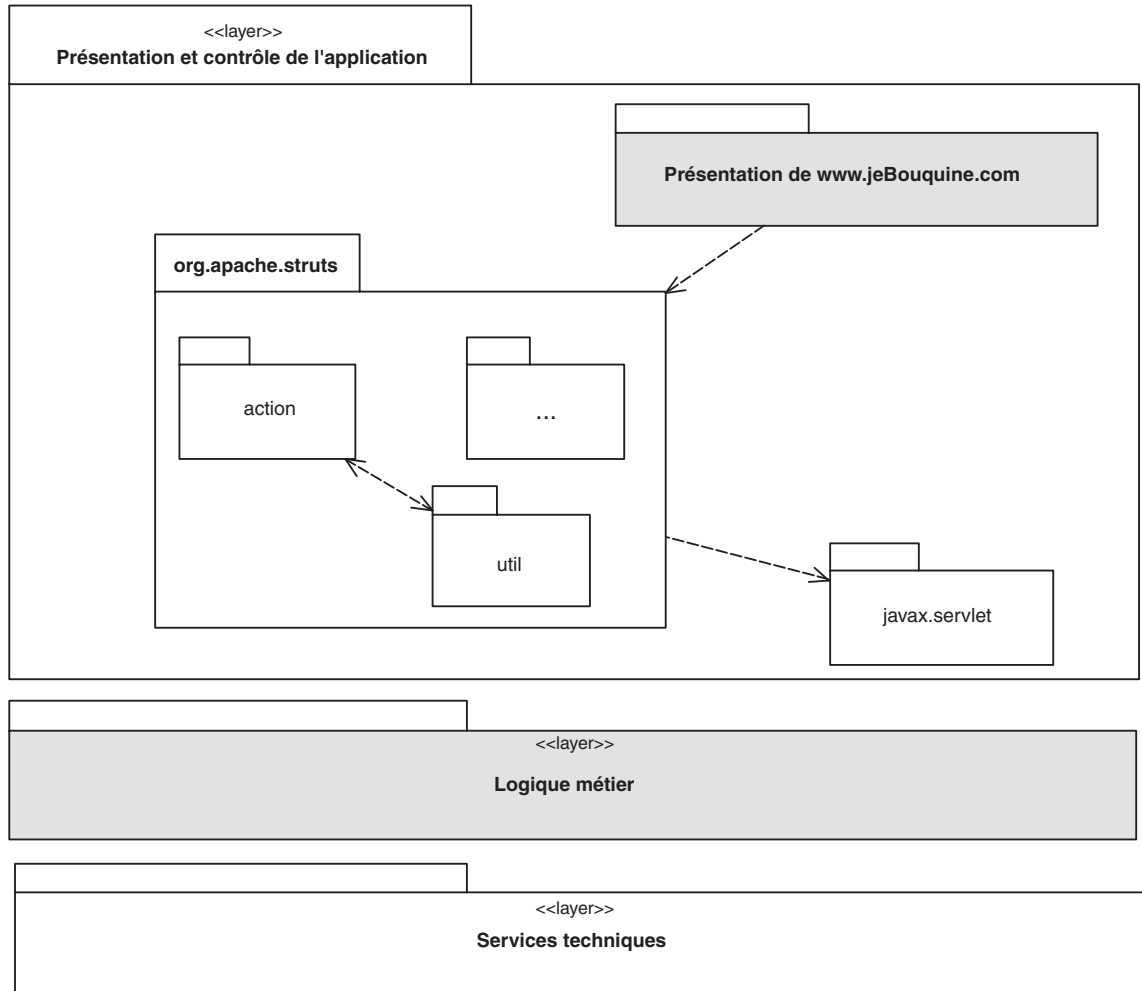 <<layer>>
Présentation et contrôle de l'application
Présentation de www.jeBouquine.com
org.apache.struts
action
...
util
javax.servlet
<<layer>>
Logique métier
<<layer>>
Services techniques